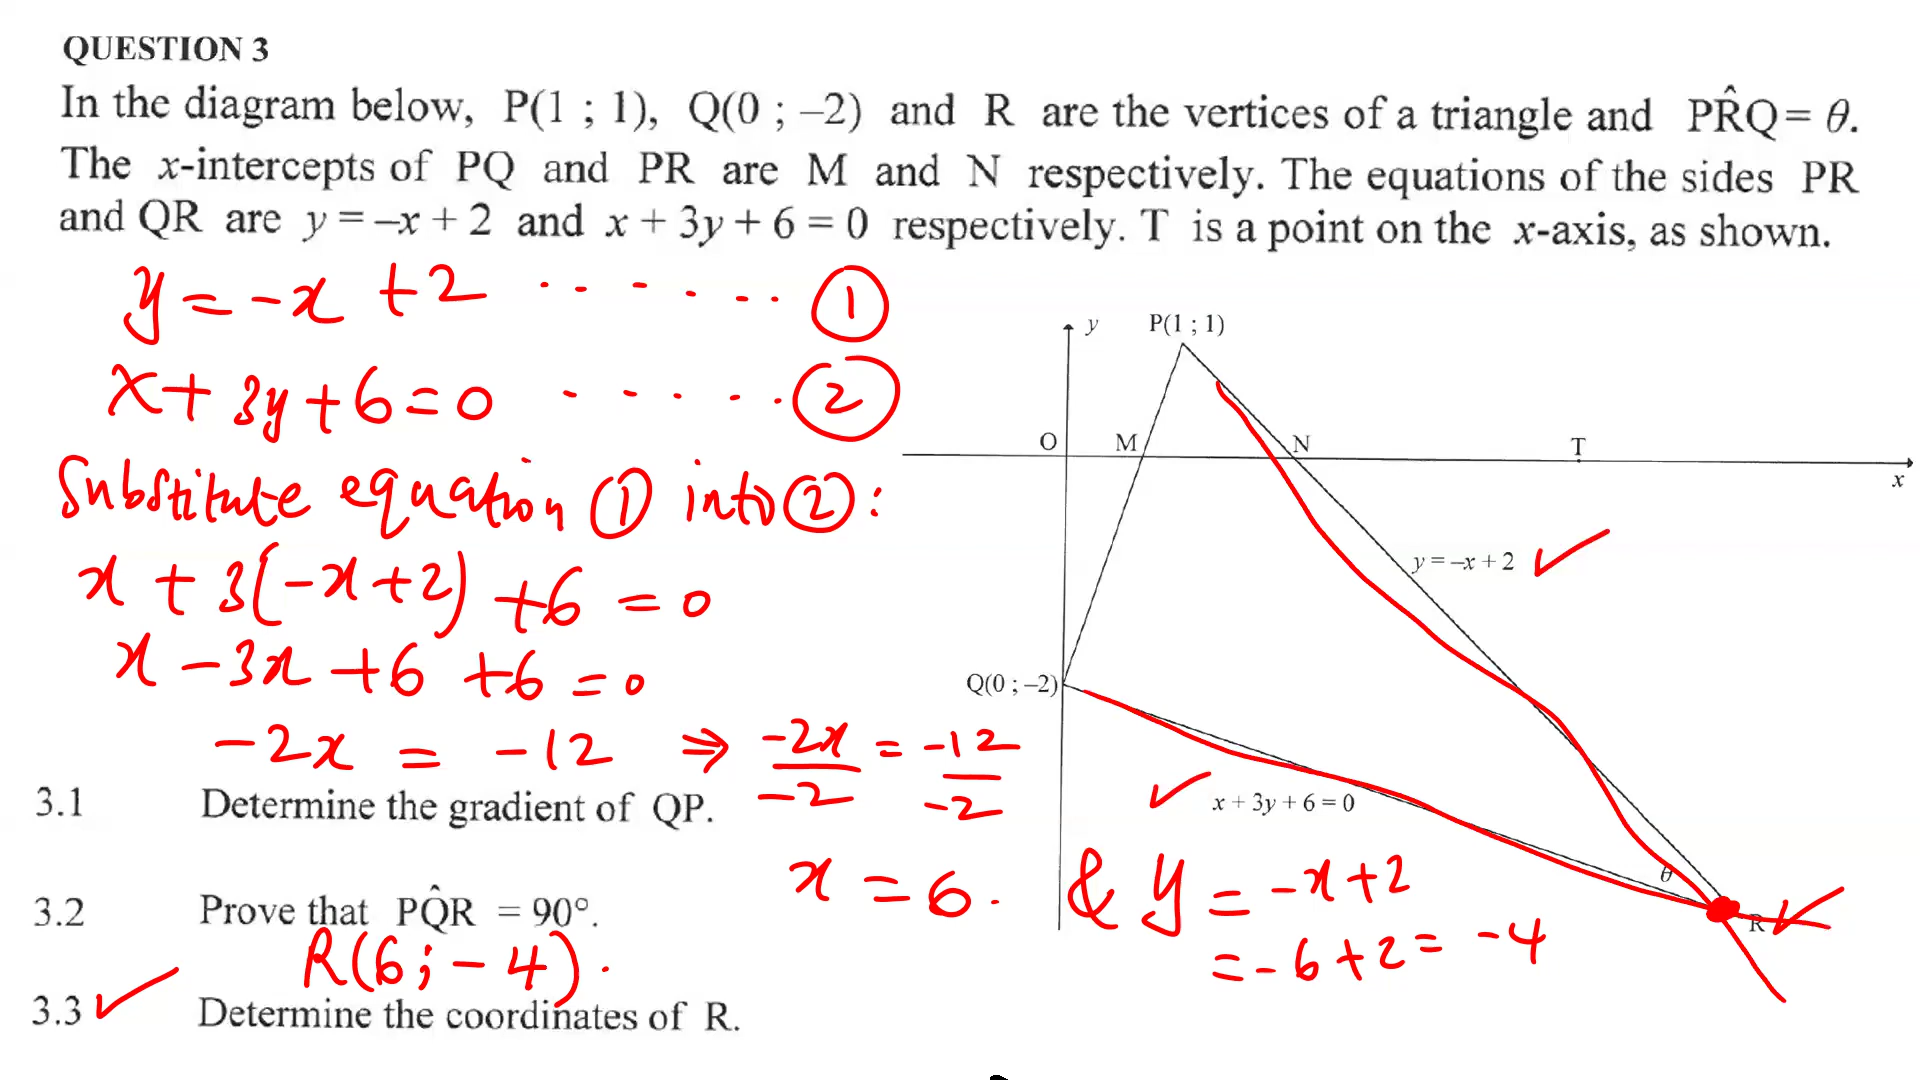 QUESTION 3
In the diagram below, P(1 ; 1), Q(0 ; –2) and R are the vertices of a triangle and PR̂Q = θ.
The x-intercepts of PQ and PR are M and N respectively. The equations of the sides PR
and QR are y = –x + 2 and x + 3y + 6 = 0 respectively. T is a point on the x-axis, as shown.
y = -x + 2 ....... ①
x + 3y + 6 = 0 ...... ②
Substitute equation ① into ② :
x + 3(-x+2) + 6 = 0
x - 3x + 6 + 6 = 0
-2x = -12 ⇒ -2x/-2 = -12/-2
x = 6. & y = -x+2
= -6+2 = -4
y
P(1 ; 1)
O
M
N
T
x
y = –x + 2
Q(0 ; –2)
x + 3y + 6 = 0
θ
R
3.1 Determine the gradient of QP.
3.2 Prove that PQ̂R = 90°.
R(6 ; -4).
3.3 Determine the coordinates of R.